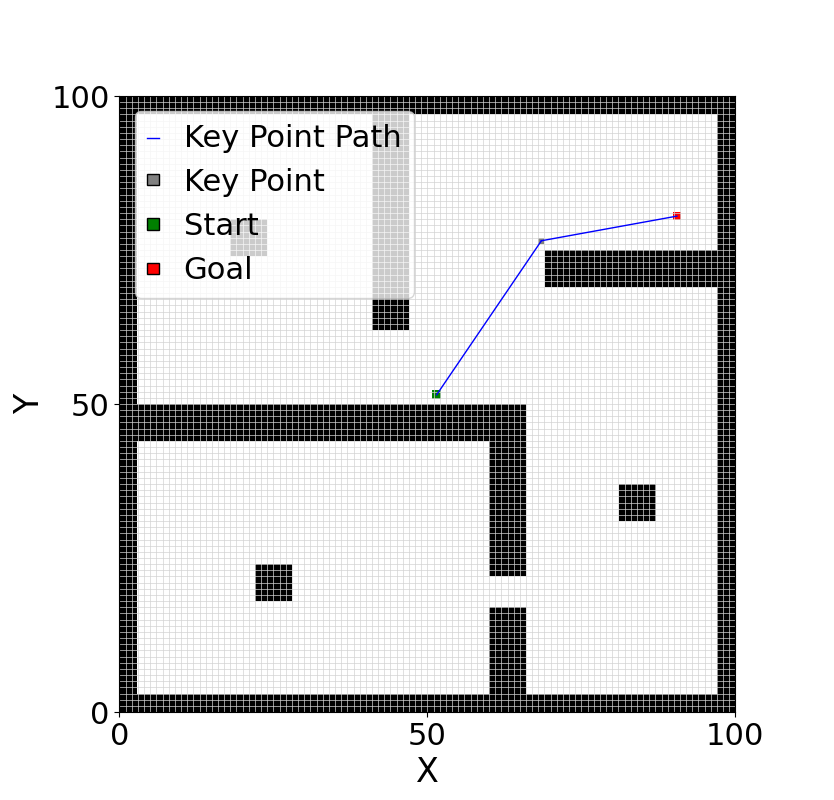 100
Key Point Path
Key Point
Start
Goal
Y
50
0
0 50 100
X